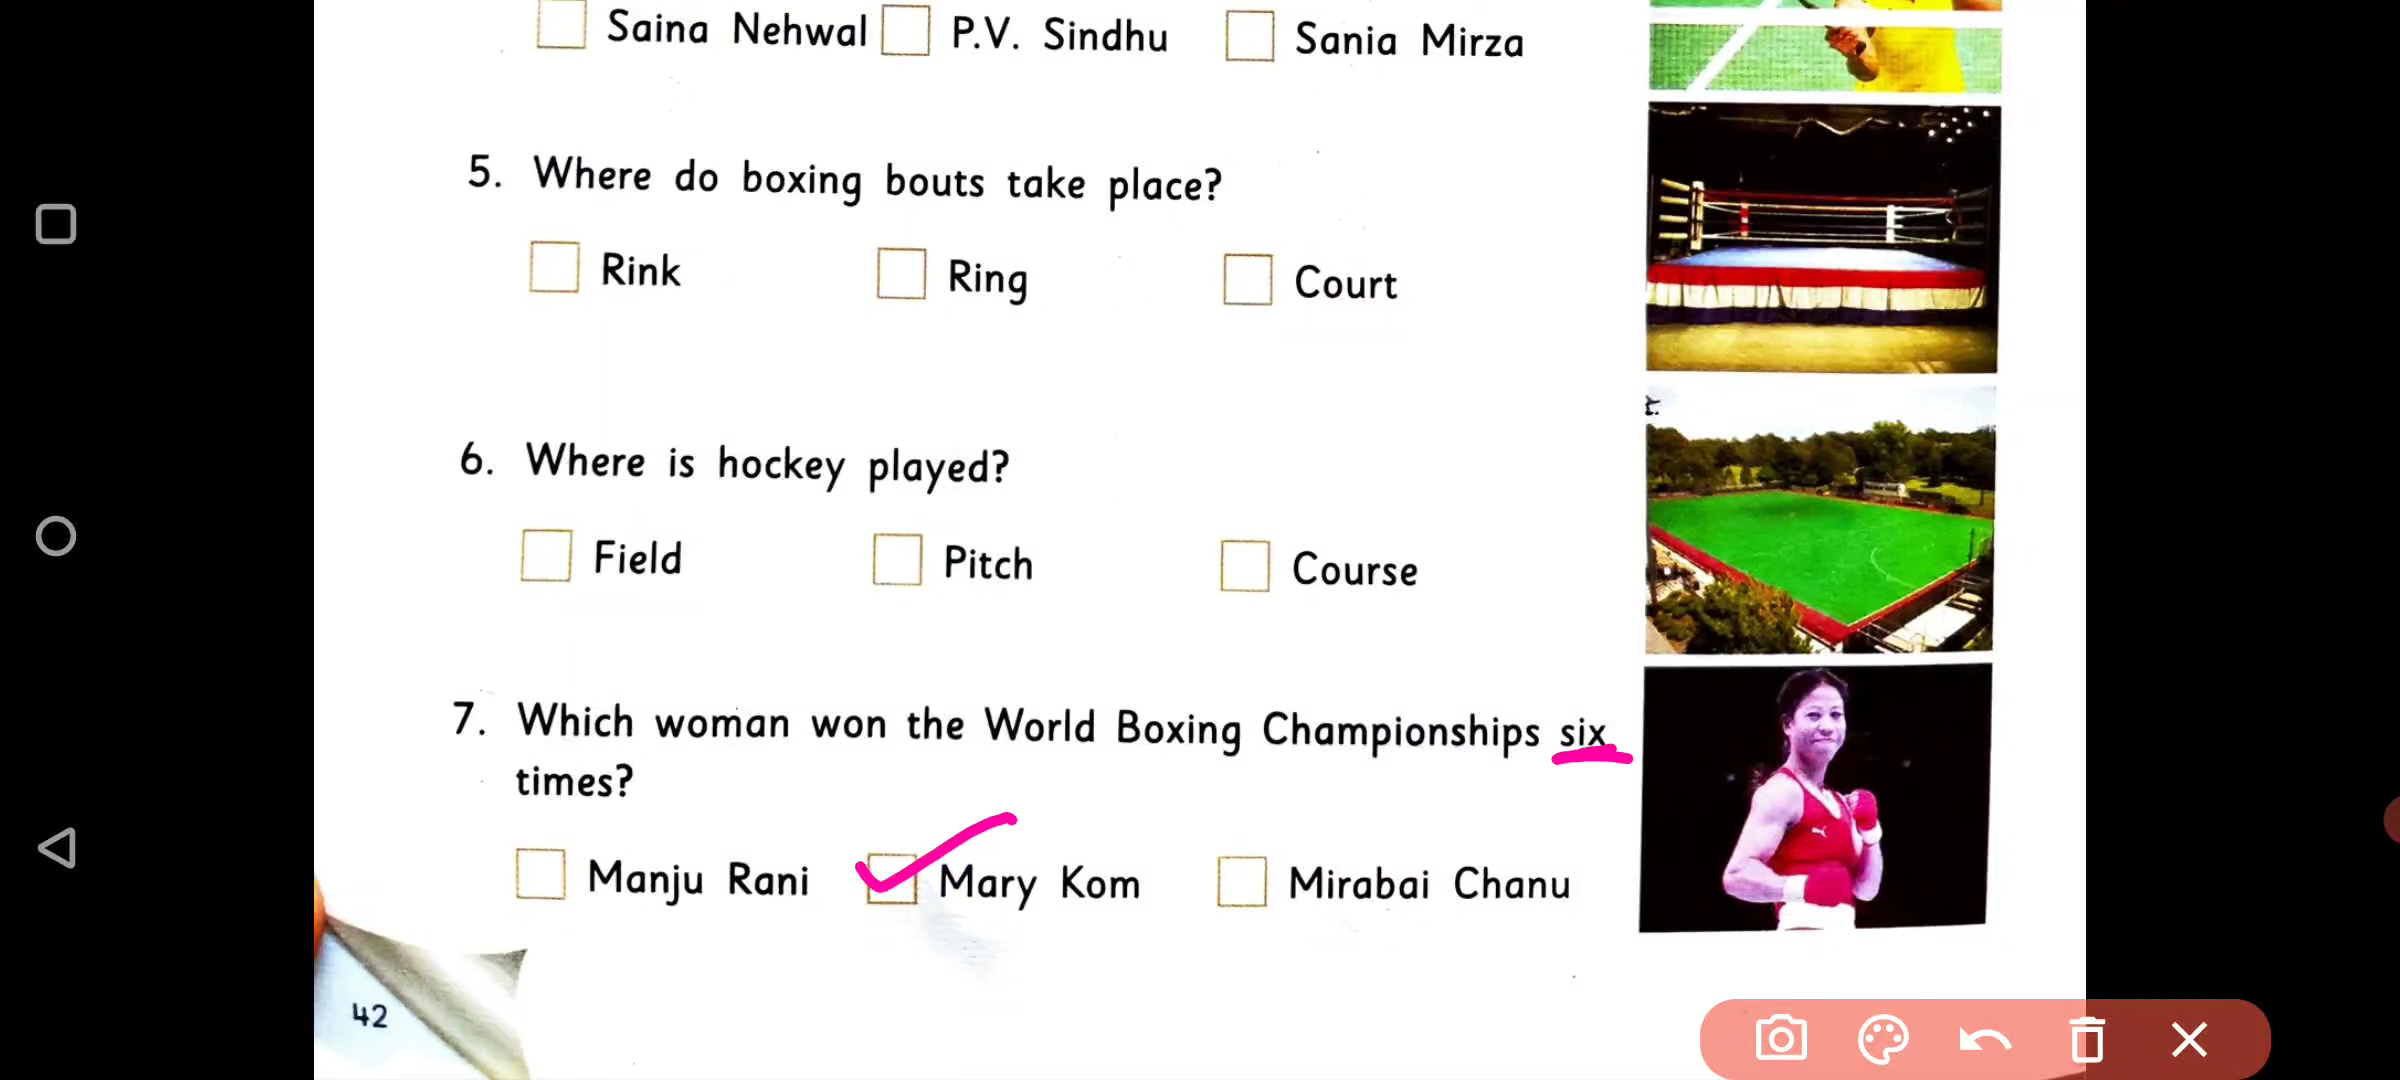 Saina Nehwal P.V. Sindhu Sania Mirza
5. Where do boxing bouts take place?
Rink Ring Court
6. Where is hockey played?
Field Pitch Course
7. Which woman won the World Boxing Championships six
times?
Manju Rani Mary Kom Mirabai Chanu
42